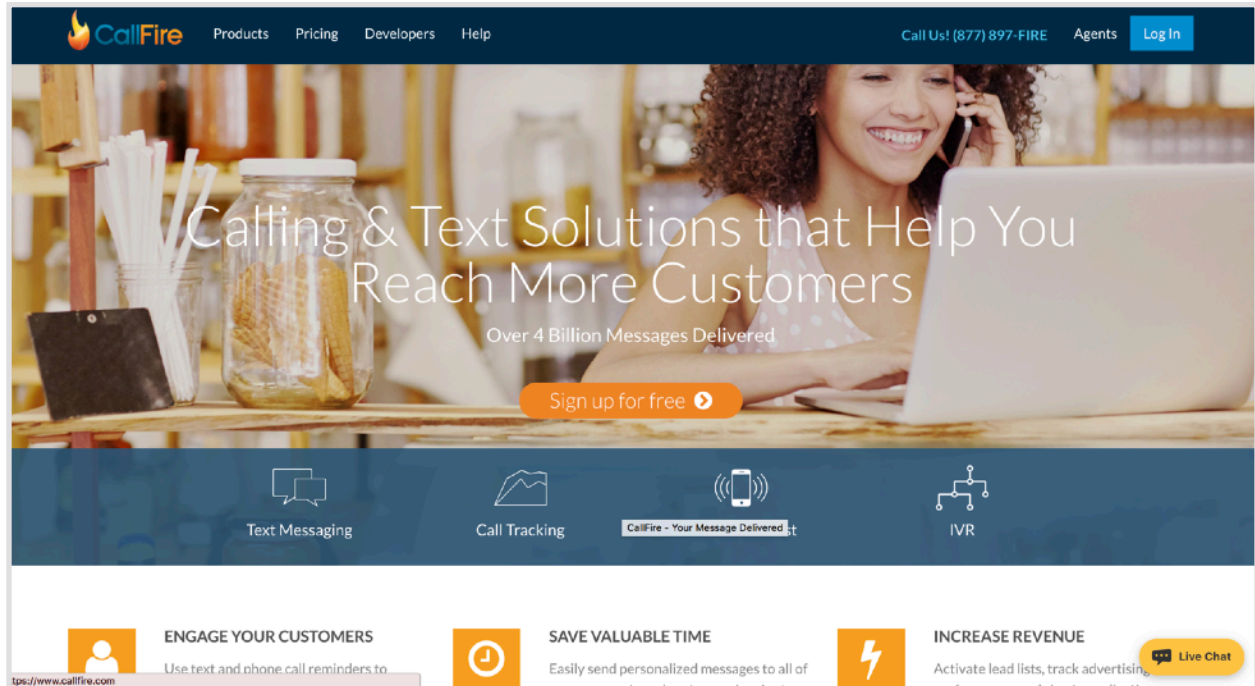 CallFire Products Pricing Developers Help Call Us! (877) 897-FIRE Agents Log In
Calling & Text Solutions that Help You
Reach More Customers
Over 4 Billion Messages Delivered
Sign up for free
Text Messaging Call Tracking CallFire - Your Message Delivered st IVR
ENGAGE YOUR CUSTOMERS
Use text and phone call reminders to
SAVE VALUABLE TIME
Easily send personalized messages to all of
INCREASE REVENUE
Activate lead lists, track advertising
Live Chat
tps://www.callfire.com